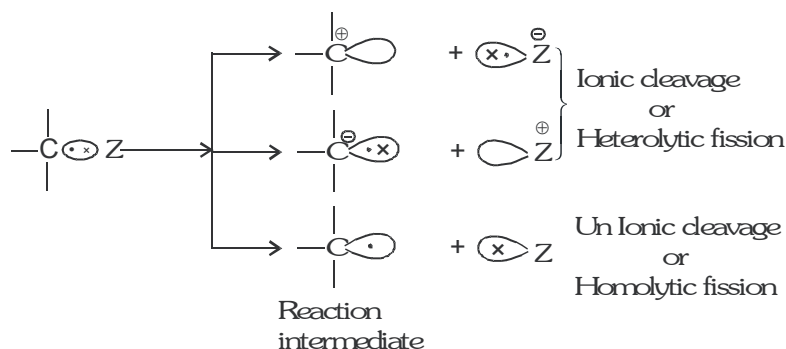 C ⊕ + × · Z ⊖
Ionic cleavage
or
Heterolytic fission
C · × Z
C ⊖ · × + Z ⊕
C · + × Z
Un Ionic cleavage
or
Homolytic fission
Reaction
intermediate